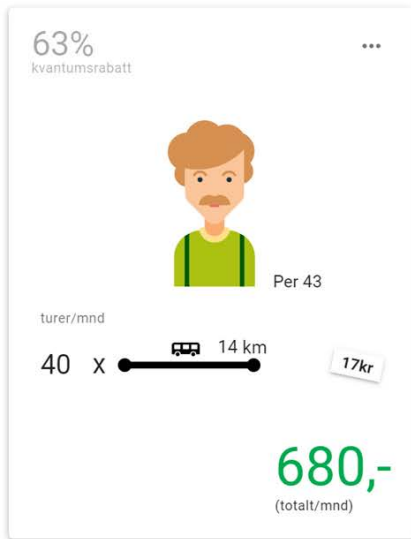 63%
kvantumsrabatt
Per 43
turer/mnd
40 x 14 km 17kr
680,-
(totalt/mnd)